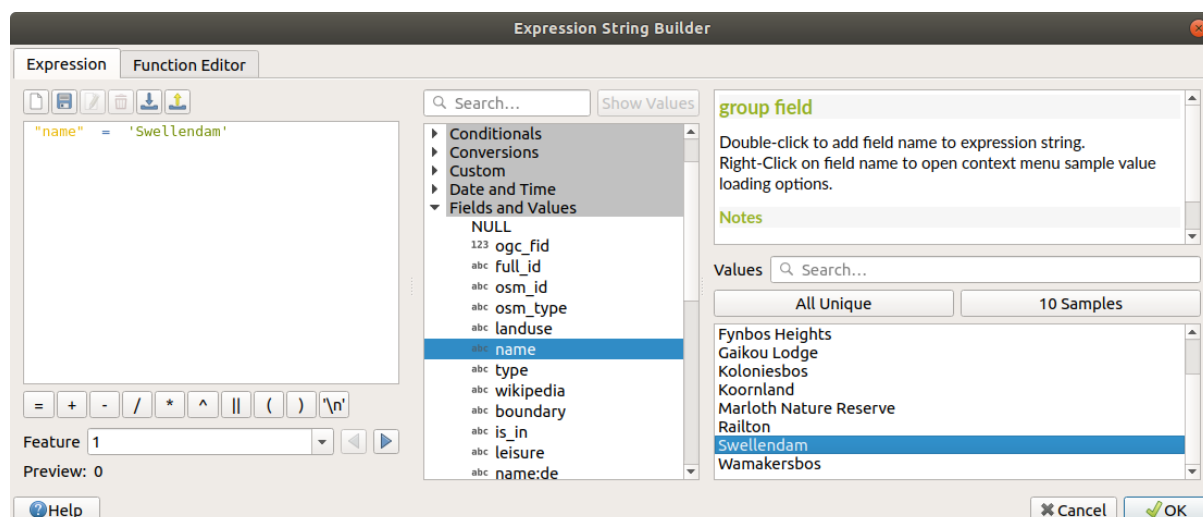 Expression String Builder
Expression
Function Editor
"name" = 'Swellendam'
= + - / * ^ || ( ) '\n'
Feature 1
Preview: 0
Search...
Show Values
Conditionals
Conversions
Custom
Date and Time
Fields and Values
NULL
123 ogc_fid
abc full_id
abc osm_id
abc osm_type
abc landuse
abc name
abc type
abc wikipedia
abc boundary
abc is_in
abc leisure
abc name:de
group field
Double-click to add field name to expression string.
Right-Click on field name to open context menu sample value
loading options.
Notes
Values Search...
All Unique
10 Samples
Fynbos Heights
Gaikou Lodge
Koloniesbos
Koornland
Marloth Nature Reserve
Railton
Swellendam
Wamakersbos
Help
Cancel
OK